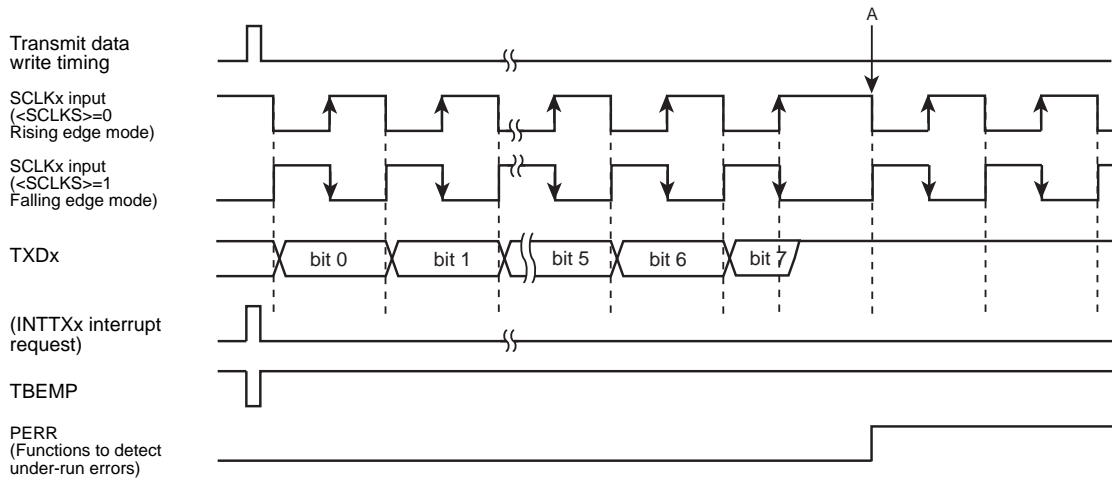 A
Transmit data
write timing
SCLKx input
(<SCLKS>=0
Rising edge mode)
SCLKx input
(<SCLKS>=1
Falling edge mode)
TXDx
bit 0
bit 1
bit 5
bit 6
bit 7
(INTTXx interrupt
request)
TBEMP
PERR
(Functions to detect
under-run errors)